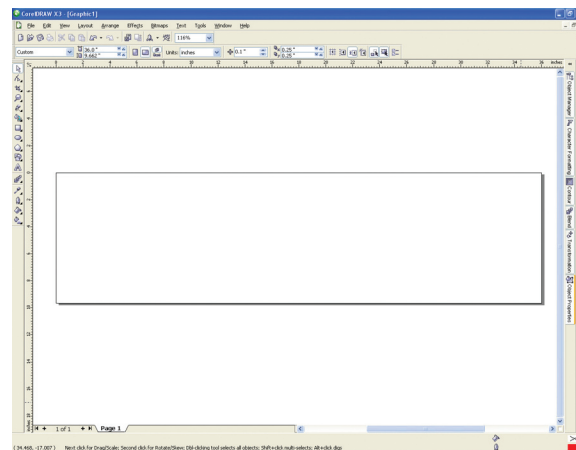 CorelDRAW X3 - [Graphic1]
File Edit View Layout Arrange Effects Bitmaps Text Tools Window Help
116%
Custom 36.0" 9.662" Units: inches 0.1" 0.25" 0.25"
inches
Object Manager
Character Formatting
Contour
Blend
Transformation
Object Properties
1 of 1 Page 1
( 34.468, -17.007 ) Next click for Drag/Scale; Second click for Rotate/Skew; Dbl-clicking tool selects all objects; Shift+click multi-selects; Alt+click digs